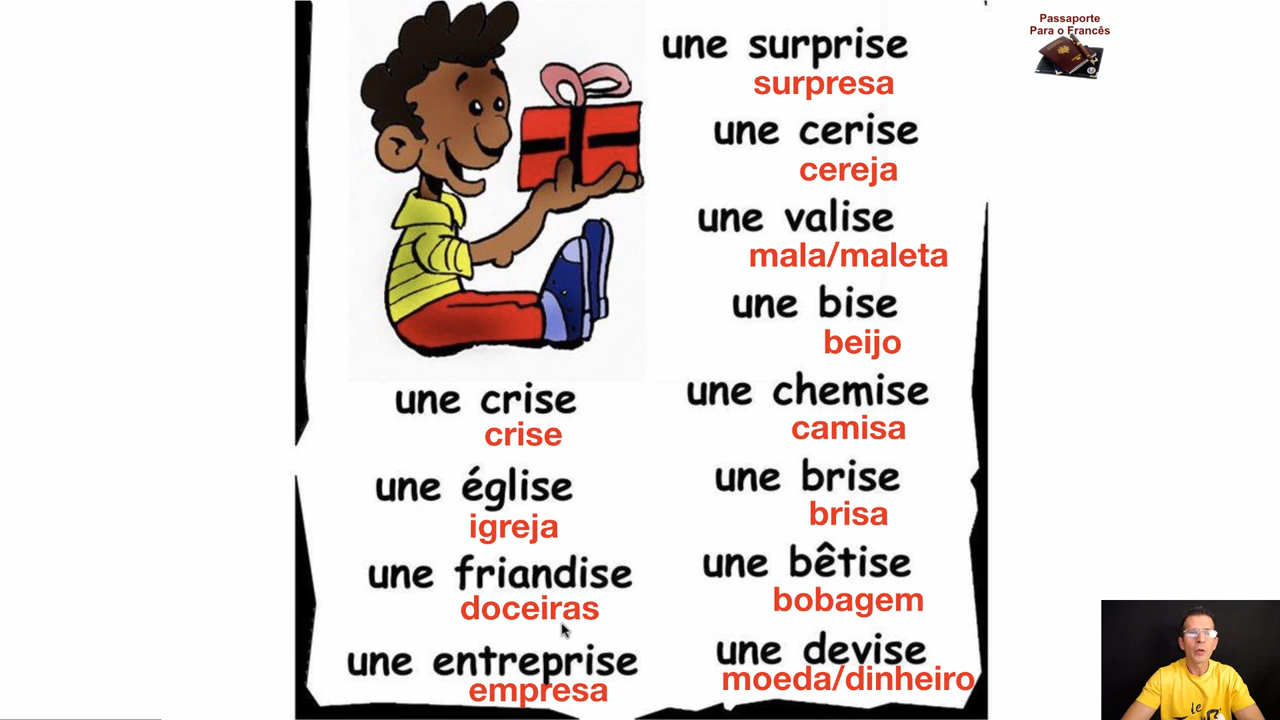 Passaporte
Para o Francês
une surprise
surpresa
une cerise
cereja
une valise
mala/maleta
une bise
beijo
une chemise
camisa
une brise
brisa
une bêtise
bobagem
une devise
moeda/dinheiro
une crise
crise
une église
igreja
une friandise
doceiras
une entreprise
empresa
le